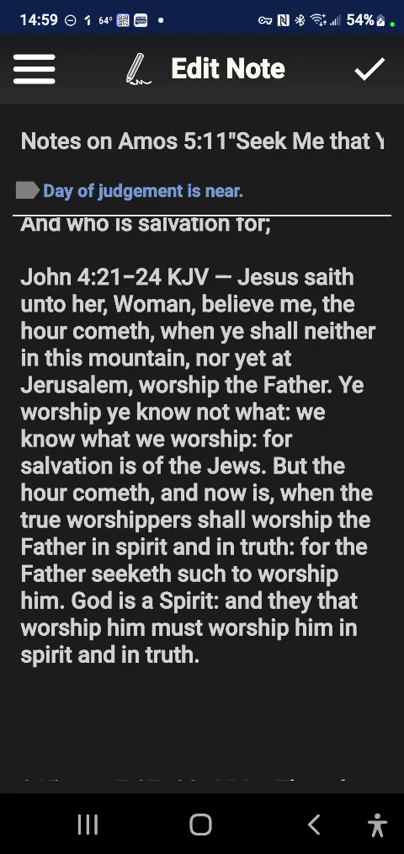 14:59 64° 54%
Edit Note
Notes on Amos 5:11"Seek Me that
Day of judgement is near.
And who is salvation for;
John 4:21–24 KJV — Jesus saith
unto her, Woman, believe me, the
hour cometh, when ye shall neither
in this mountain, nor yet at
Jerusalem, worship the Father. Ye
worship ye know not what: we
know what we worship: for
salvation is of the Jews. But the
hour cometh, and now is, when the
true worshippers shall worship the
Father in spirit and in truth: for the
Father seeketh such to worship
him. God is a Spirit: and they that
worship him must worship him in
spirit and in truth.